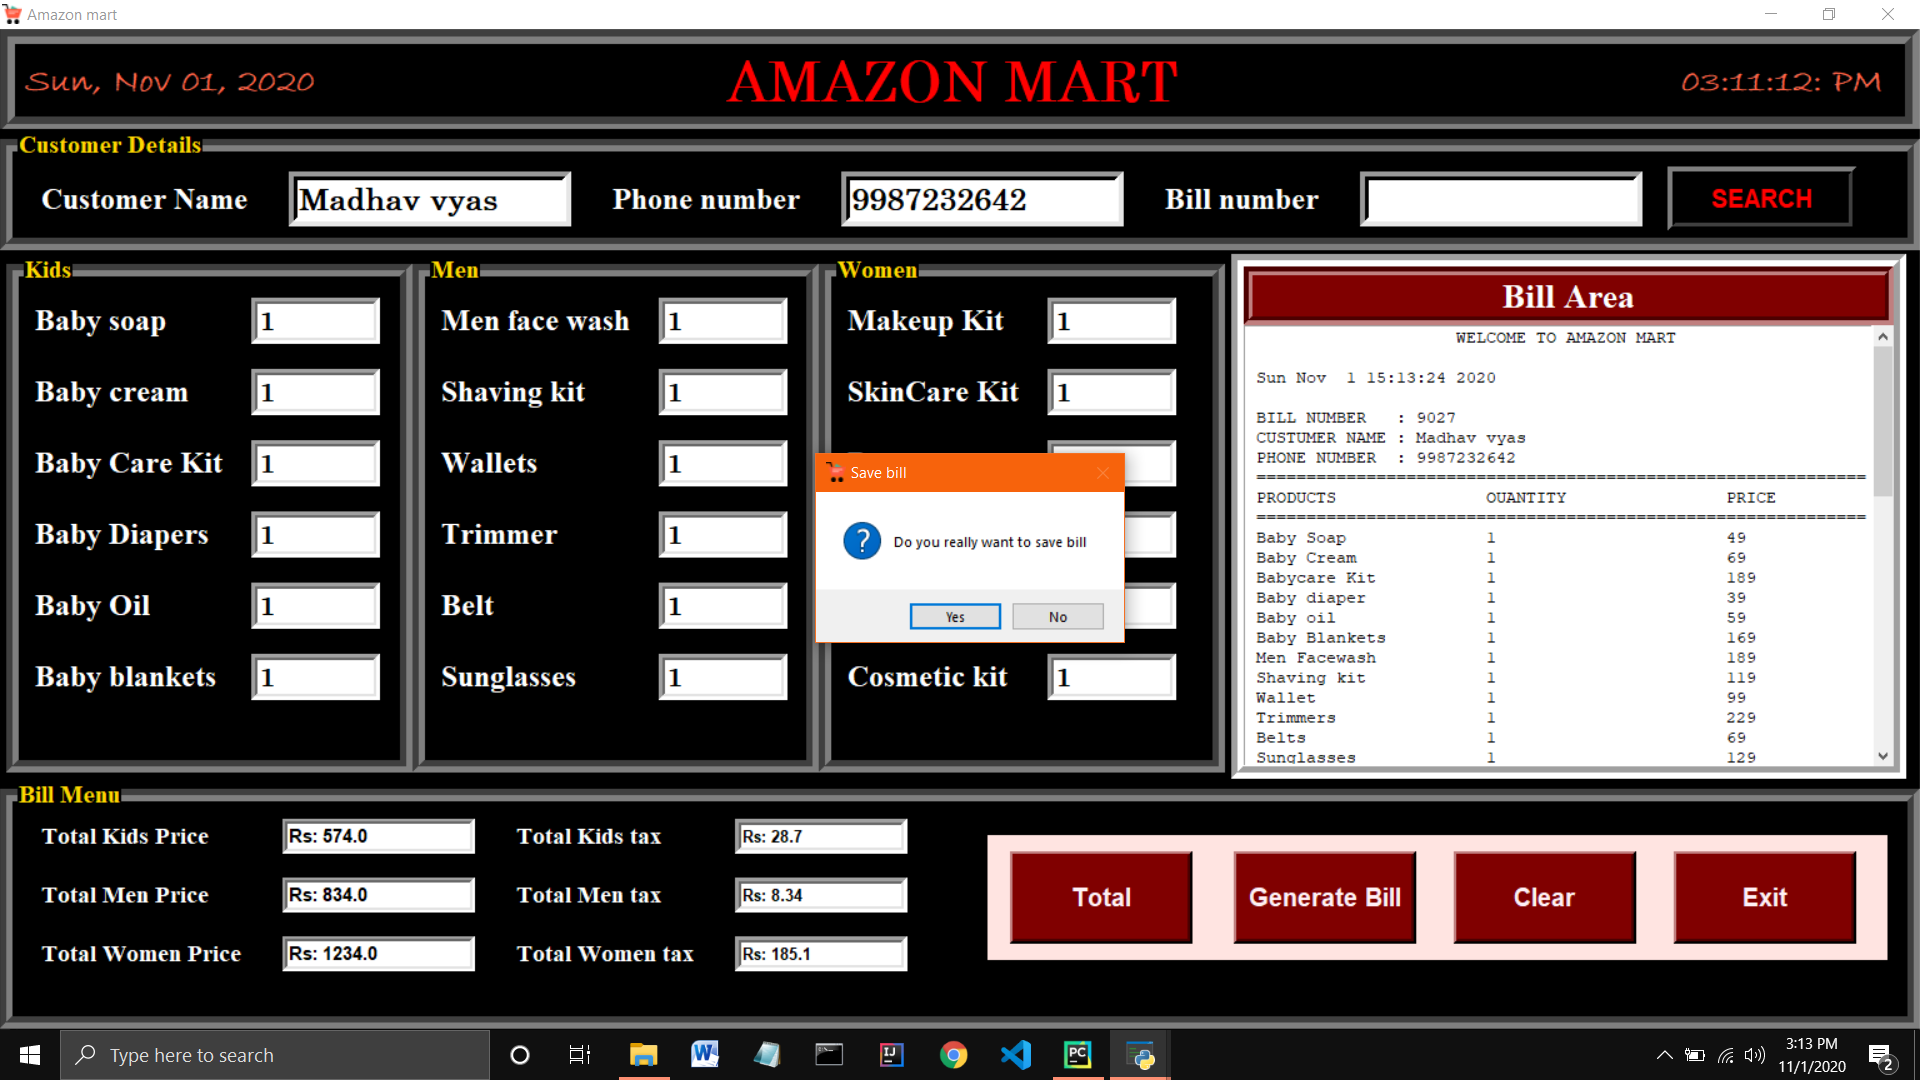 Amazon mart
Sun, Nov 01, 2020
AMAZON MART
03:11:12: PM
Customer Details
Customer Name
Madhav vyas
Phone number
9987232642
Bill number
SEARCH
Kids
Baby soap 1
Baby cream 1
Baby Care Kit 1
Baby Diapers 1
Baby Oil 1
Baby blankets 1
Men
Men face wash 1
Shaving kit 1
Wallets 1
Trimmer 1
Belt 1
Sunglasses 1
Women
Makeup Kit 1
SkinCare Kit 1
Cosmetic kit 1
Save bill
Do you really want to save bill
Yes
No
Bill Area
WELCOME TO AMAZON MART
Sun Nov  1 15:13:24 2020
BILL NUMBER   : 9027
CUSTUMER NAME : Madhav vyas
PHONE NUMBER  : 9987232642
=============================================================
PRODUCTS QUANTITY PRICE
=============================================================
Baby Soap 1 49
Baby Cream 1 69
Babycare Kit 1 189
Baby diaper 1 39
Baby oil 1 59
Baby Blankets 1 169
Men Facewash 1 189
Shaving kit 1 119
Wallet 1 99
Trimmers 1 229
Belts 1 69
Sunglasses 1 129
Bill Menu
Total Kids Price Rs: 574.0 Total Kids tax Rs: 28.7
Total Men Price Rs: 834.0 Total Men tax Rs: 8.34
Total Women Price Rs: 1234.0 Total Women tax Rs: 185.1
Total
Generate Bill
Clear
Exit
Type here to search
3:13 PM
11/1/2020
2